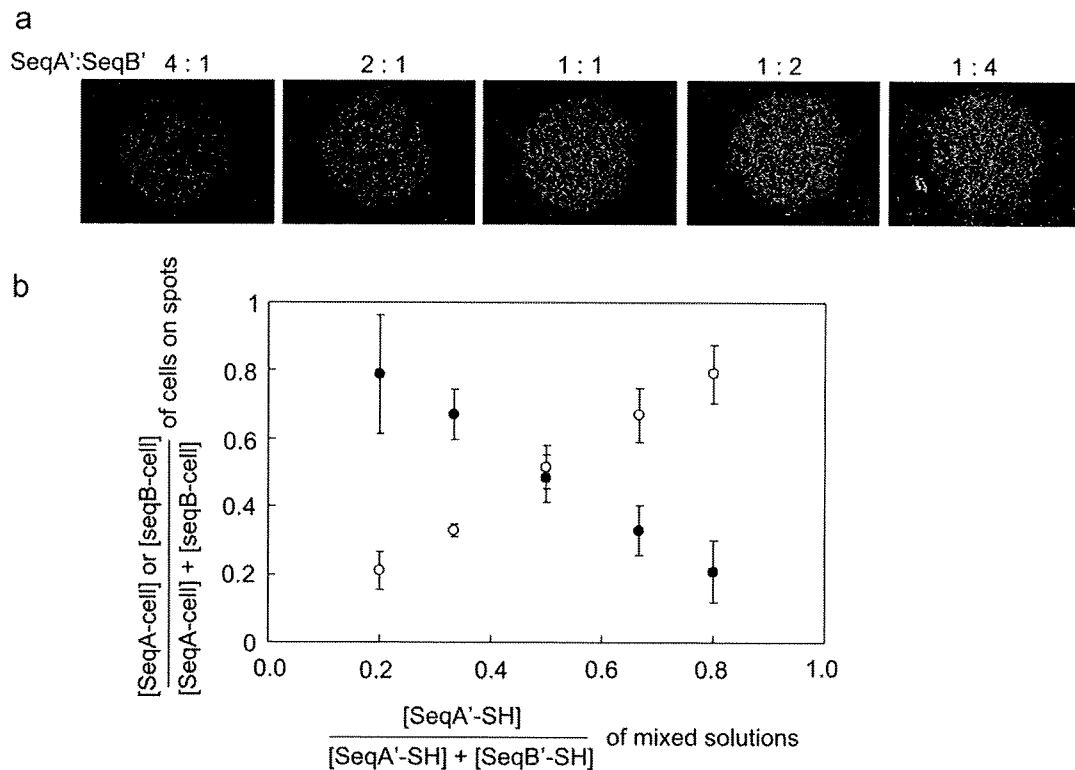 a
SeqA':SeqB' 4 : 1 2 : 1 1 : 1 1 : 2 1 : 4
b
[SeqA-cell] or [seqB-cell]
[SeqA-cell] + [seqB-cell]
of cells on spots
1
0.8
0.6
0.4
0.2
0
0.0 0.2 0.4 0.6 0.8 1.0
[SeqA'-SH]
[SeqA'-SH] + [SeqB'-SH]
of mixed solutions